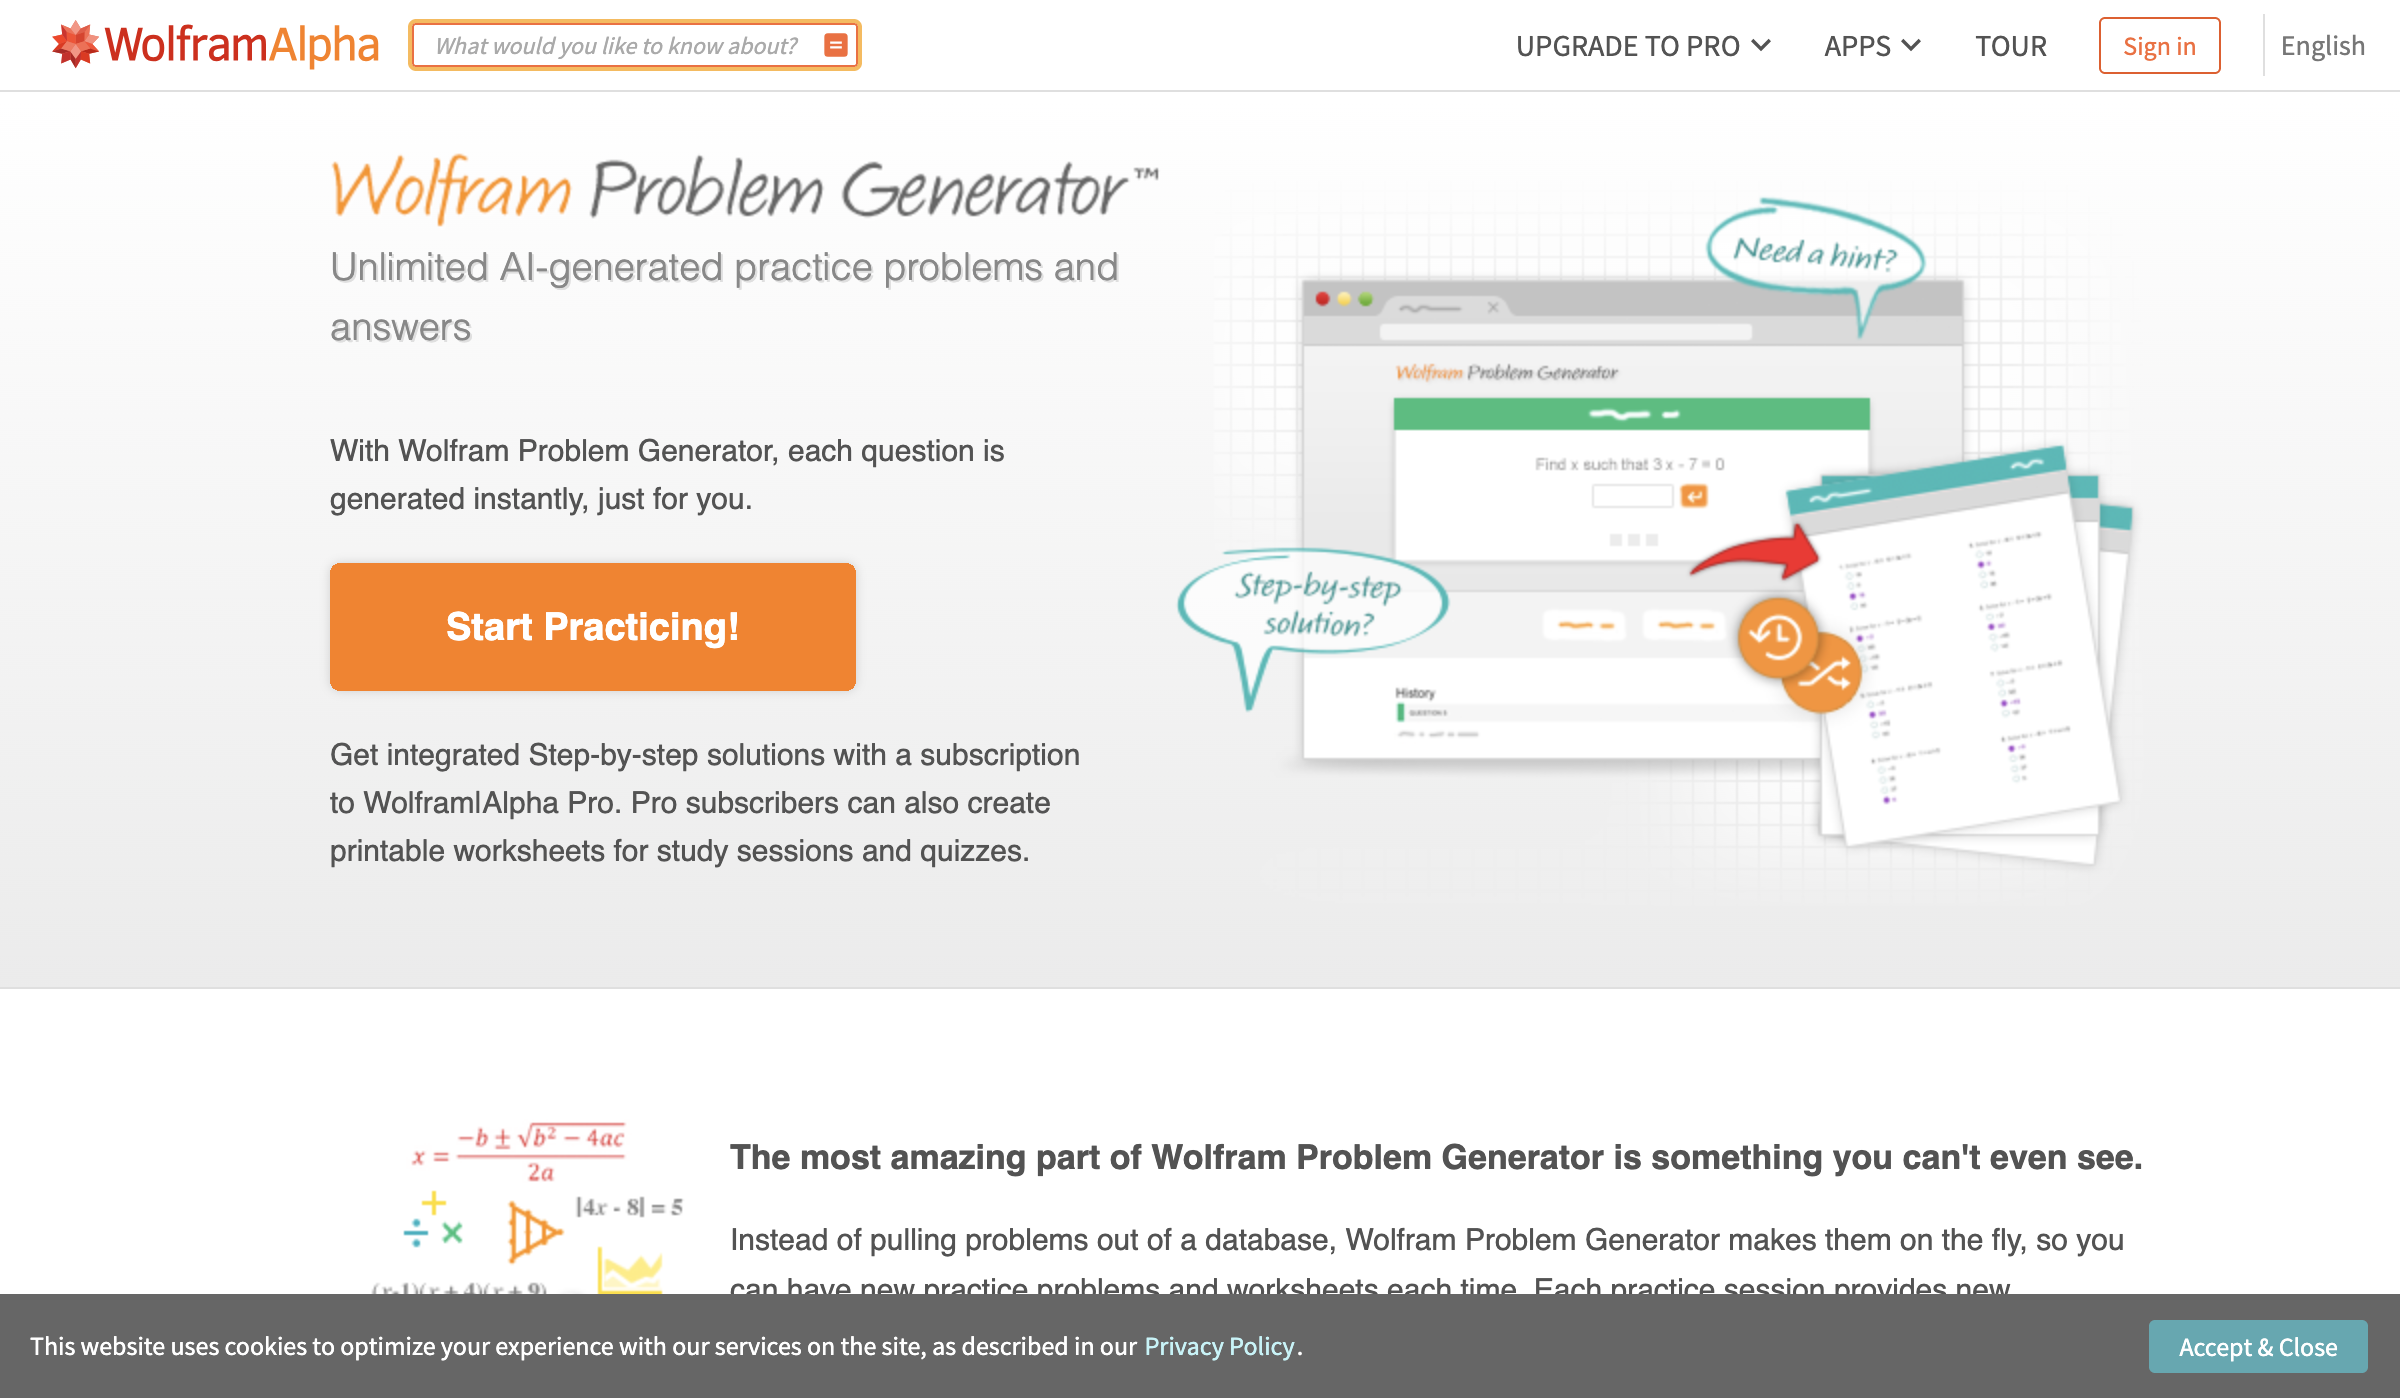 WolframAlpha
What would you like to know about?
UPGRADE TO PRO
APPS
TOUR
Sign in
English
Wolfram Problem Generator™
Unlimited AI-generated practice problems and
answers
With Wolfram Problem Generator, each question is
generated instantly, just for you.
Start Practicing!
Get integrated Step-by-step solutions with a subscription
to Wolfram|Alpha Pro. Pro subscribers can also create
printable worksheets for study sessions and quizzes.
Need a hint?
Wolfram Problem Generator
Find x such that 3 x - 7 = 0
Step-by-step
solution?
History
QUESTION 5
x = −b ± √b² − 4ac
2a
|4x - 8| = 5
(x-1)(x + 4)(x + 9)
The most amazing part of Wolfram Problem Generator is something you can't even see.
Instead of pulling problems out of a database, Wolfram Problem Generator makes them on the fly, so you
can have new practice problems and worksheets each time. Each practice session provides new
This website uses cookies to optimize your experience with our services on the site, as described in our Privacy Policy.
Accept & Close